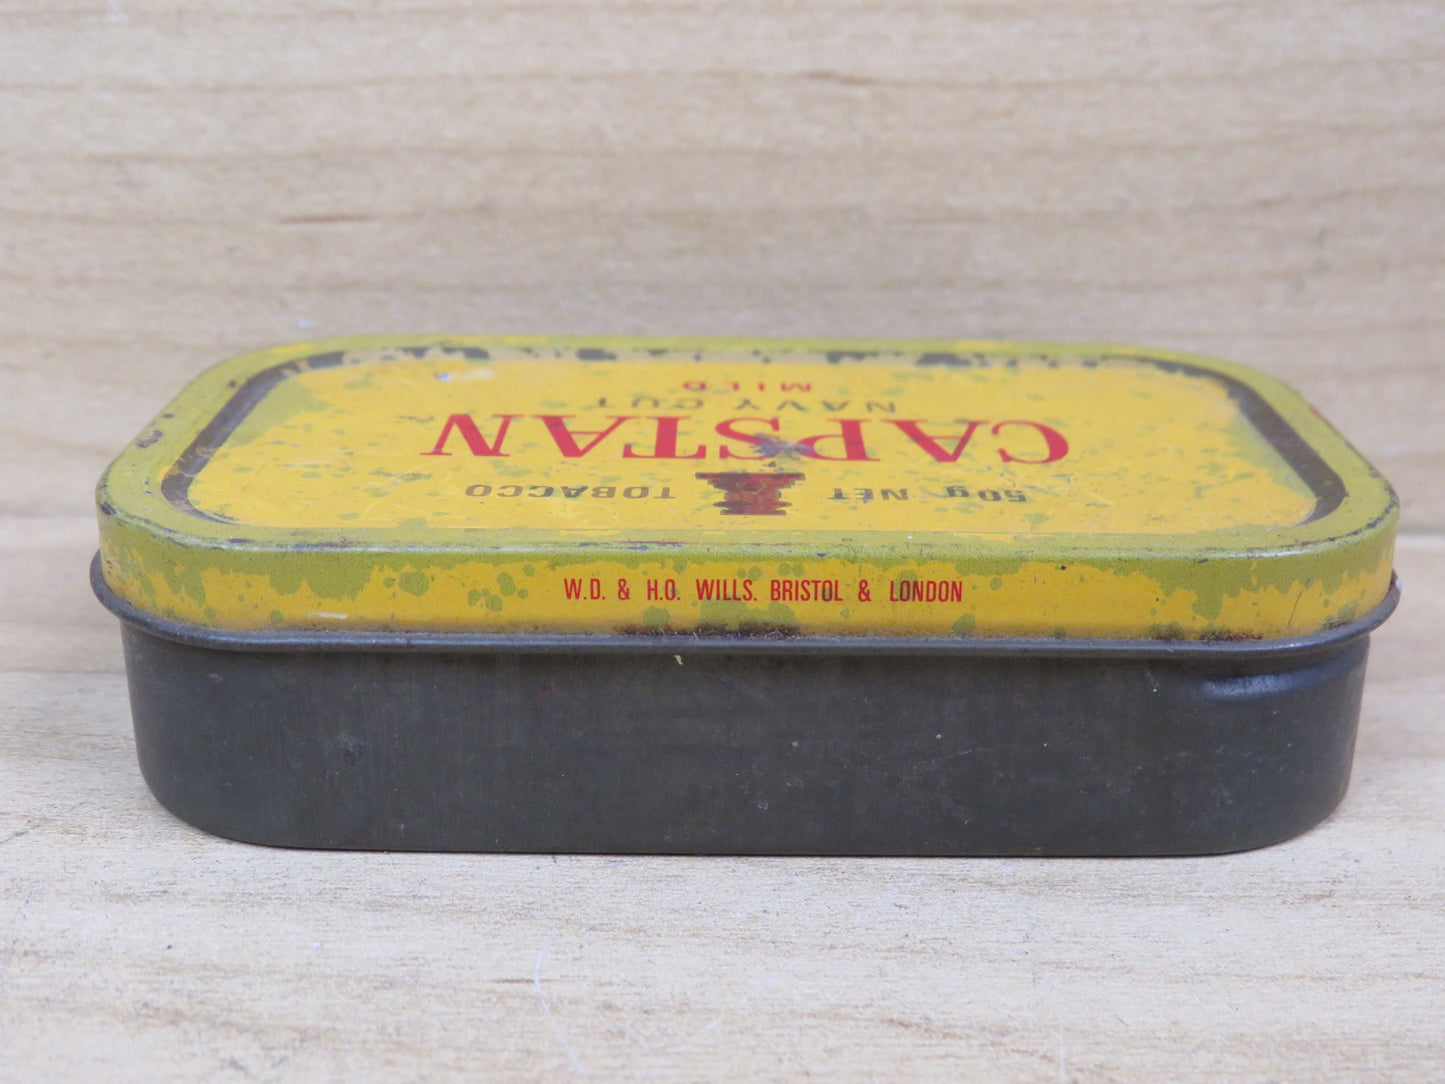 MILD
NAVY CUT
CAPSTAN
50g NET TOBACCO
W.D. & H.O. WILLS. BRISTOL & LONDON